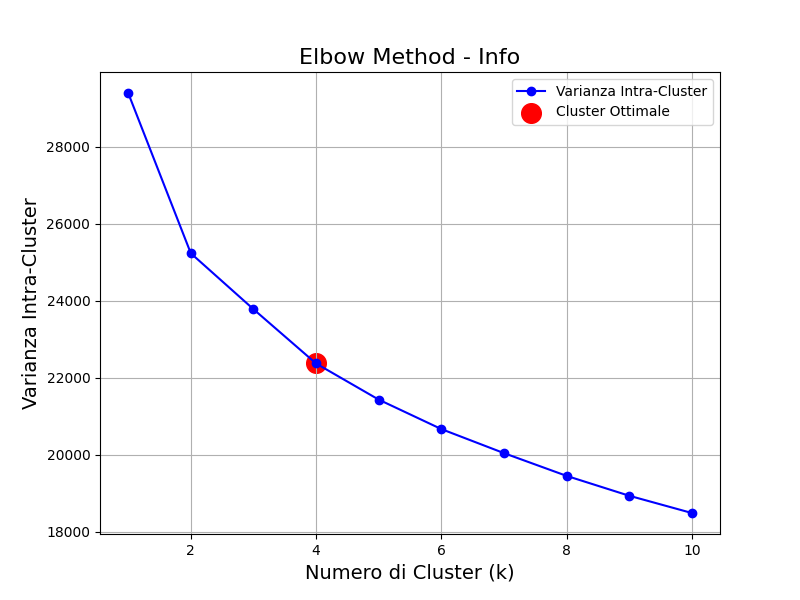 Elbow Method - Info
Varianza Intra-Cluster
Cluster Ottimale
Varianza Intra-Cluster
28000
26000
24000
22000
20000
18000
2 4 6 8 10
Numero di Cluster (k)